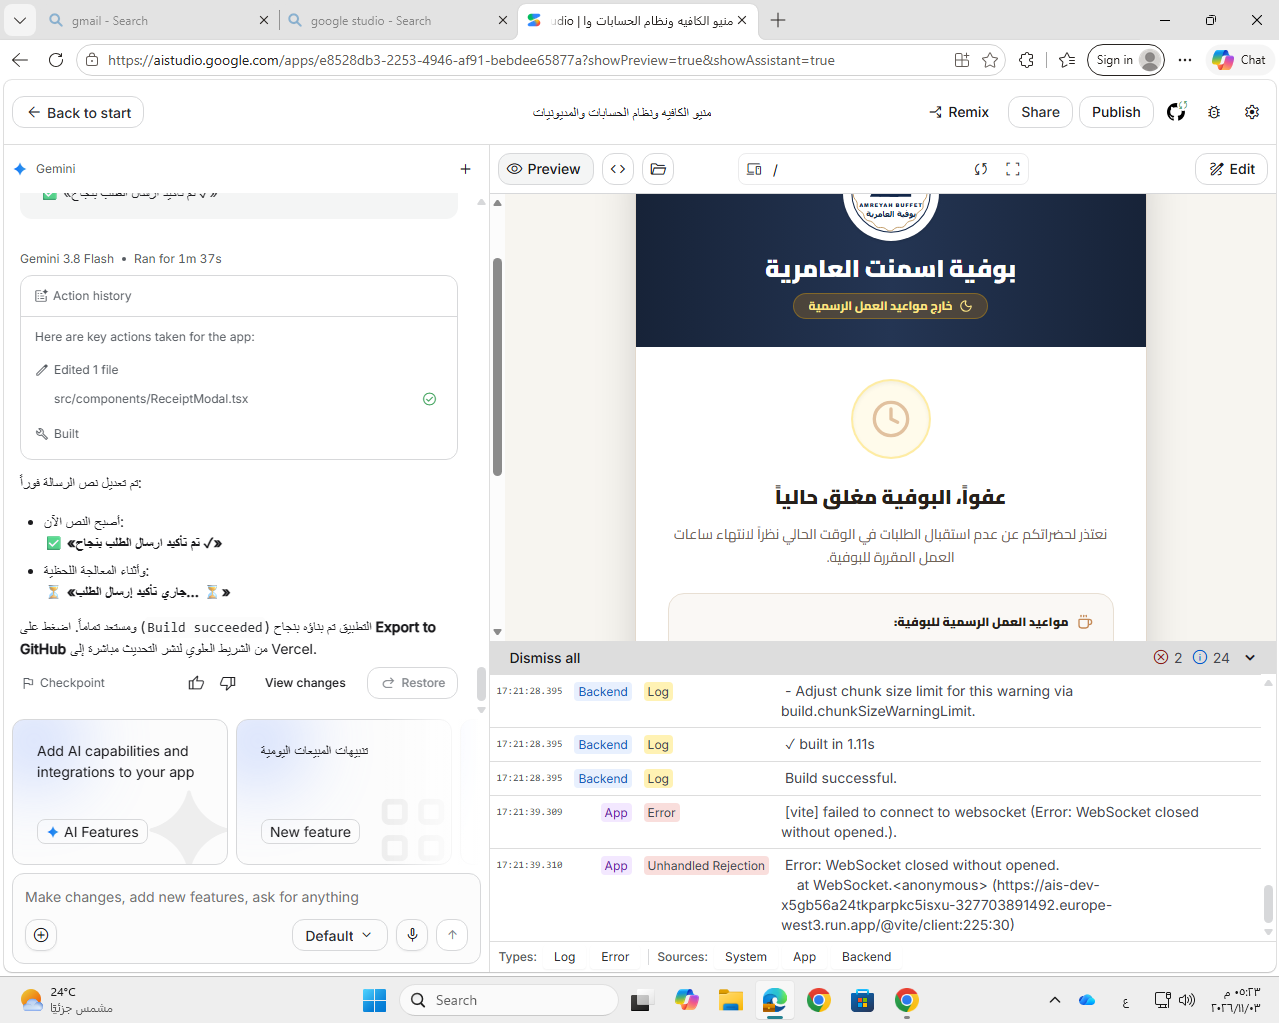 gmail - Search
google studio - Search
منيو الكافيه ونظام الحسابات وا | udio
https://aistudio.google.com/apps/e8528db3-2253-4946-af91-bebdee65877a?showPreview=true&showAssistant=true
Sign in
Chat
Back to start
منيو الكافيه ونظام الحسابات والمديونيات
Remix
Share
Publish
Gemini
Preview
/
Edit
✅ «تم تأكيد ارسال الطلب بنجاح ✓»
Gemini 3.8 Flash • Ran for 1m 37s
Action history
Here are key actions taken for the app:
Edited 1 file
src/components/ReceiptModal.tsx
Built
تم تعديل نص الرسالة فوراً:
أصبح النص الآن:
✅ «تم تأكيد ارسال الطلب بنجاح ✓»
وأثناء المعالجة اللحظية:
⏳ «جاري تأكيد إرسال الطلب... ⏳»
التطبيق تم بناؤه بنجاح (Build succeeded) ومستعد تماماً. اضغط على Export to
GitHub من الشريط العلوي لنشر التحديث مباشرة إلى Vercel.
Checkpoint
View changes
Restore
Add AI capabilities and
integrations to your app
AI Features
تنبيهات المبيعات اليومية
New feature
Make changes, add new features, ask for anything
Default
AMREYAH BUFFET
بوفية العامرية
بوفية اسمنت العامرية
خارج مواعيد العمل الرسمية
عفواً، البوفية مغلق حالياً
نعتذر لحضراتكم عن عدم استقبال الطلبات في الوقت الحالي نظراً لانتهاء ساعات
العمل المقررة للبوفية.
مواعيد العمل الرسمية للبوفية:
Dismiss all
2
24
17:21:28.395 Backend Log - Adjust chunk size limit for this warning via
build.chunkSizeWarningLimit.
17:21:28.395 Backend Log ✓ built in 1.11s
17:21:28.395 Backend Log Build successful.
17:21:39.309 App Error [vite] failed to connect to websocket (Error: WebSocket closed
without opened.).
17:21:39.310 App Unhandled Rejection Error: WebSocket closed without opened.
at WebSocket.<anonymous> (https://ais-dev-
x5gb56a24tkparpkc5isxu-327703891492.europe-
west3.run.app/@vite/client:225:30)
Types: Log Error Sources: System App Backend
24°C
مشمس جزئيًا
Search
ع
٠٥:٢٣ م
٢٠٢٦/١١/٠٣